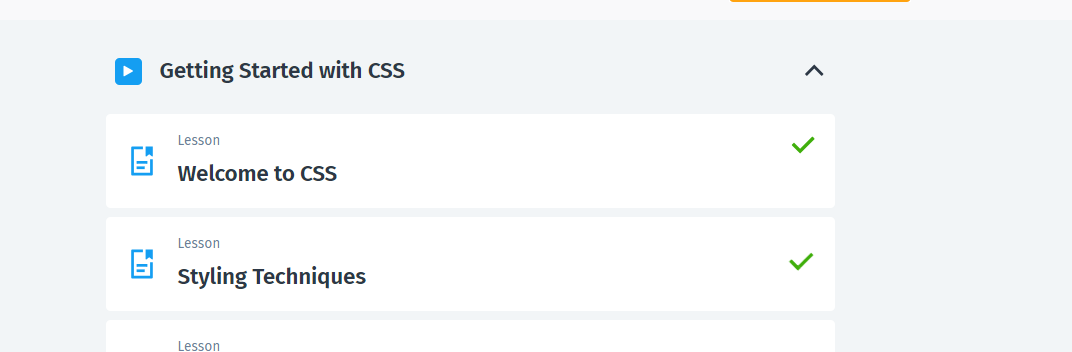 Getting Started with CSS
Lesson
Welcome to CSS
Lesson
Styling Techniques
Lesson